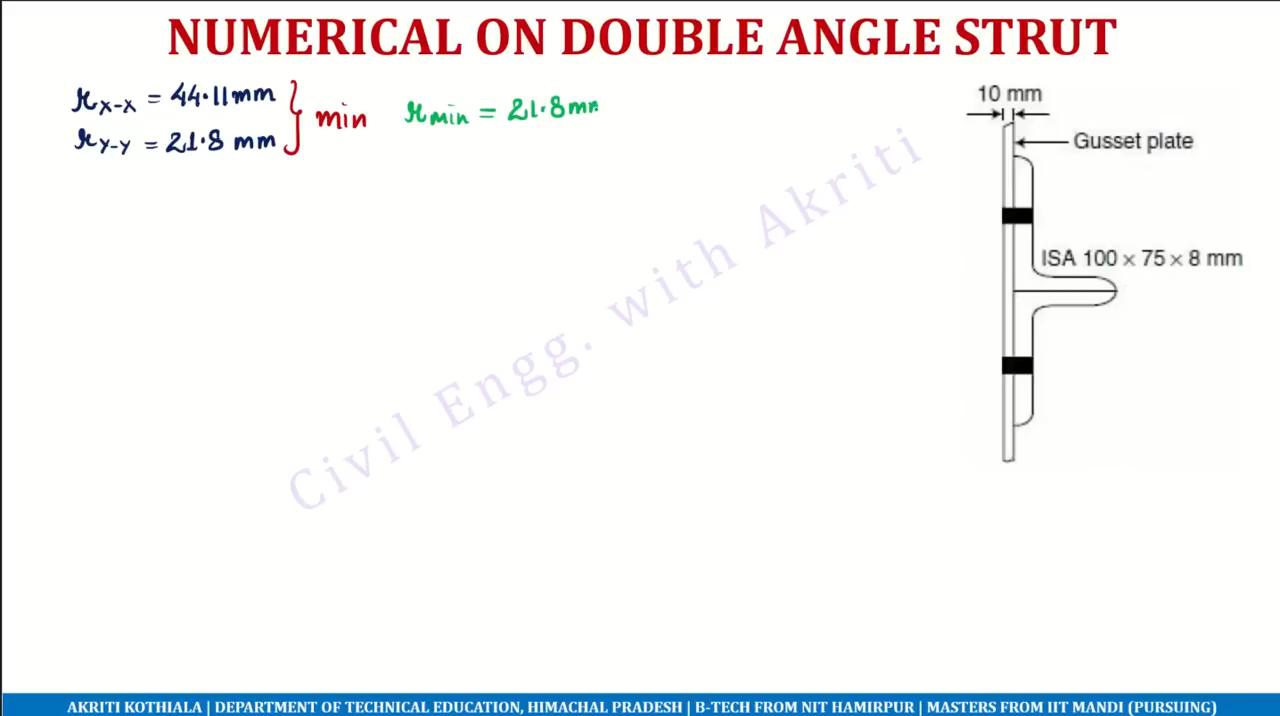 NUMERICAL ON DOUBLE ANGLE STRUT
rx-x = 44.11mm
ry-y = 21.8 mm
min
rmin = 21.8mm
10 mm
Gusset plate
ISA 100 × 75 × 8 mm
Civil Engg. with Akriti
AKRITI KOTHIALA | DEPARTMENT OF TECHNICAL EDUCATION, HIMACHAL PRADESH | B-TECH FROM NIT HAMIRPUR | MASTERS FROM IIT MANDI (PURSUING)